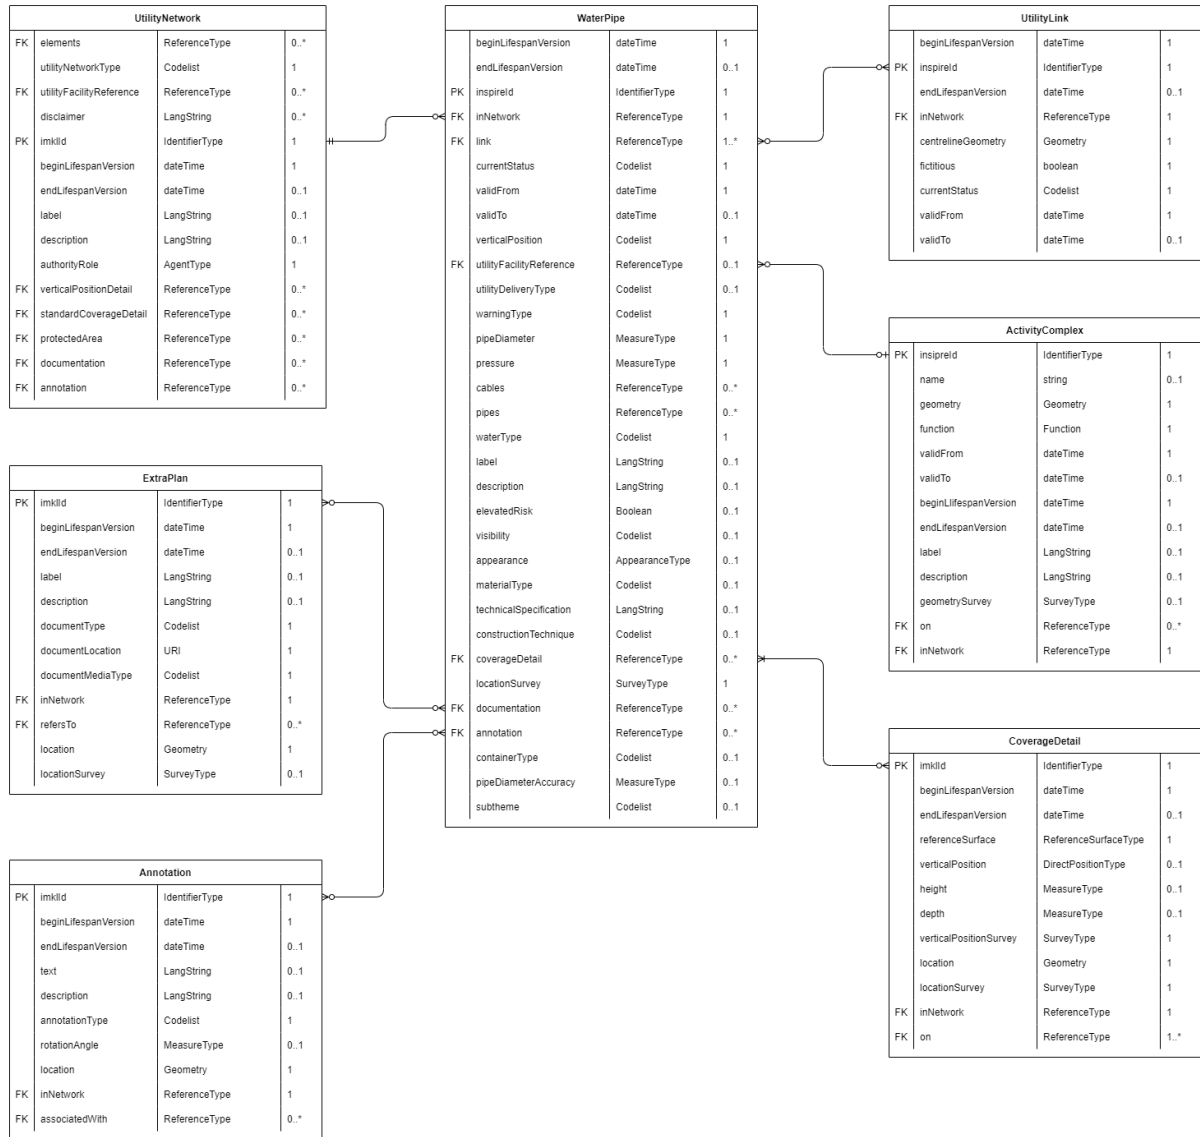 UtilityNetwork
FK elements ReferenceType 0..*
utilityNetworkType Codelist 1
FK utilityFacilityReference ReferenceType 0..*
disclaimer LangString 0..*
PK imklId IdentifierType 1
beginLifespanVersion dateTime 1
endLifespanVersion dateTime 0..1
label LangString 0..1
description LangString 0..1
authorityRole AgentType 1
FK verticalPositionDetail ReferenceType 0..*
FK standardCoverageDetail ReferenceType 0..*
FK protectedArea ReferenceType 0..*
FK documentation ReferenceType 0..*
FK annotation ReferenceType 0..*
ExtraPlan
PK imklId IdentifierType 1
beginLifespanVersion dateTime 1
endLifespanVersion dateTime 0..1
label LangString 0..1
description LangString 0..1
documentType Codelist 1
documentLocation URI 1
documentMediaType Codelist 1
FK inNetwork ReferenceType 1
FK refersTo ReferenceType 0..*
location Geometry 1
locationSurvey SurveyType 0..1
Annotation
PK imklId IdentifierType 1
beginLifespanVersion dateTime 1
endLifespanVersion dateTime 0..1
text LangString 0..1
description LangString 0..1
annotationType Codelist 1
rotationAngle MeasureType 0..1
location Geometry 1
FK inNetwork ReferenceType 1
FK associatedWith ReferenceType 0..*
WaterPipe
beginLifespanVersion dateTime 1
endLifespanVersion dateTime 0..1
PK inspireId IdentifierType 1
FK inNetwork ReferenceType 1
FK link ReferenceType 1..*
currentStatus Codelist 1
validFrom dateTime 1
validTo dateTime 0..1
verticalPosition Codelist 1
FK utilityFacilityReference ReferenceType 0..1
utilityDeliveryType Codelist 0..1
warningType Codelist 1
pipeDiameter MeasureType 1
pressure MeasureType 1
cables ReferenceType 0..*
pipes ReferenceType 0..*
waterType Codelist 1
label LangString 0..1
description LangString 0..1
elevatedRisk Boolean 0..1
visibility Codelist 0..1
appearance AppearanceType 0..1
materialType Codelist 0..1
technicalSpecification LangString 0..1
constructionTechnique Codelist 0..1
FK coverageDetail ReferenceType 0..*
locationSurvey SurveyType 1
FK documentation ReferenceType 0..*
FK annotation ReferenceType 0..*
containerType Codelist 0..1
pipeDiameterAccuracy MeasureType 0..1
subtheme Codelist 0..1
UtilityLink
beginLifespanVersion dateTime 1
PK inspireId IdentifierType 1
endLifespanVersion dateTime 0..1
FK inNetwork ReferenceType 1
centrelineGeometry Geometry 1
fictitious boolean 1
currentStatus Codelist 1
validFrom dateTime 1
validTo dateTime 0..1
ActivityComplex
PK insipreId IdentifierType 1
name string 0..1
geometry Geometry 1
function Function 1
validFrom dateTime 1
validTo dateTime 0..1
beginLlifespanVersion dateTime 1
endLifespanVersion dateTime 0..1
label LangString 0..1
description LangString 0..1
geometrySurvey SurveyType 0..1
FK on ReferenceType 0..*
FK inNetwork ReferenceType 1
CoverageDetail
PK imklId IdentifierType 1
beginLifespanVersion dateTime 1
endLifespanVersion dateTime 0..1
referenceSurface ReferenceSurfaceType 1
verticalPosition DirectPositionType 0..1
height MeasureType 0..1
depth MeasureType 0..1
verticalPositionSurvey SurveyType 1
location Geometry 1
locationSurvey SurveyType 1
FK inNetwork ReferenceType 1
FK on ReferenceType 1..*